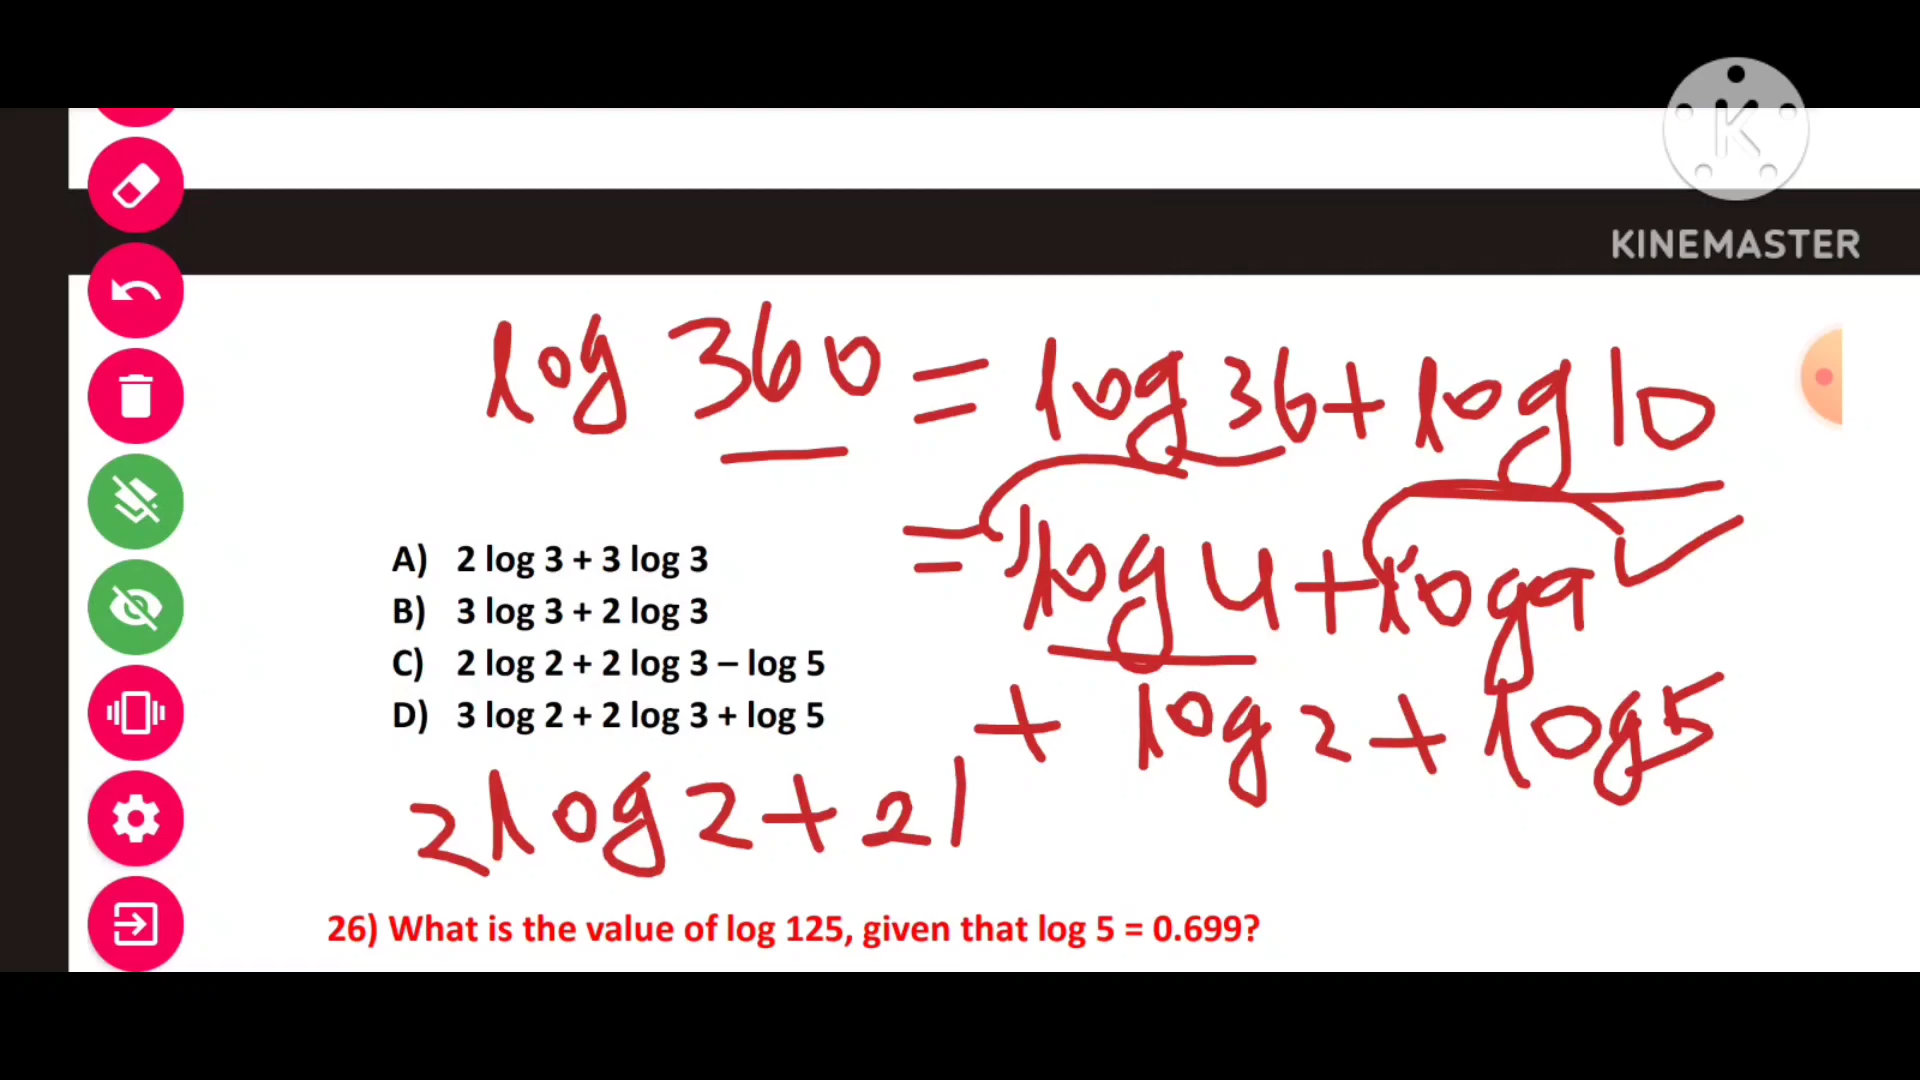 K
KINEMASTER
log 360 = log 36 + log 10
= log 4 + log 9
+ log 2 + log 5
A) 2 log 3 + 3 log 3
B) 3 log 3 + 2 log 3
C) 2 log 2 + 2 log 3 – log 5
D) 3 log 2 + 2 log 3 + log 5
2 log 2 + 2 l
26) What is the value of log 125, given that log 5 = 0.699?